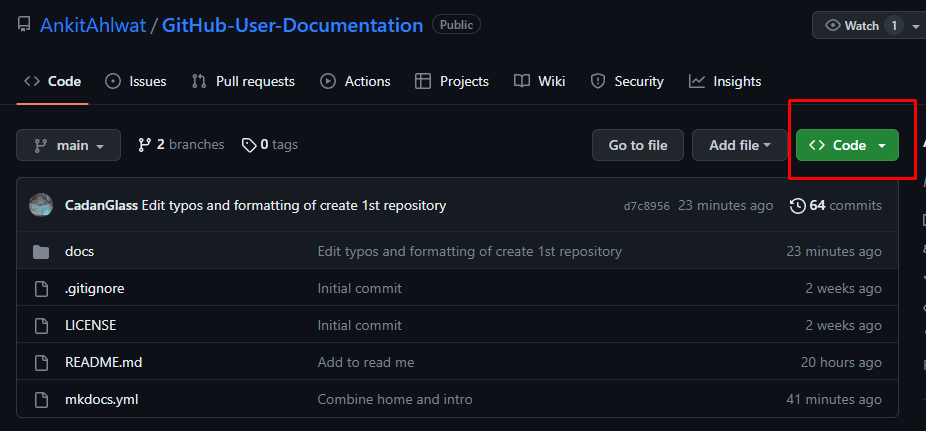 AnkitAhlwat / GitHub-User-Documentation Public Watch 1
Code Issues Pull requests Actions Projects Wiki Security Insights
main 2 branches 0 tags Go to file Add file Code
CadanGlass Edit typos and formatting of create 1st repository d7c8956 23 minutes ago 64 commits
docs Edit typos and formatting of create 1st repository 23 minutes ago
.gitignore Initial commit 2 weeks ago
LICENSE Initial commit 2 weeks ago
README.md Add to read me 20 hours ago
mkdocs.yml Combine home and intro 41 minutes ago